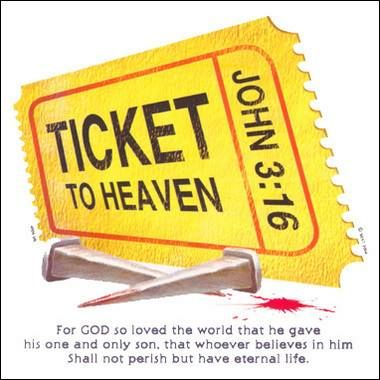 TICKET
TO HEAVEN
JOHN 3:16
For GOD so loved the world that he gave
his one and only son, that whoever believes in him
Shall not perish but have eternal life.